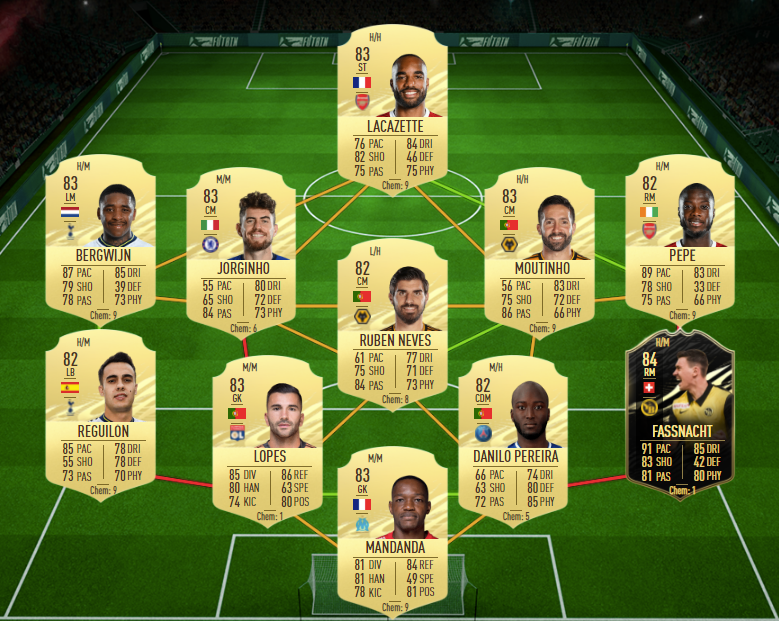 H/H
83
ST
LACAZETTE
76 PAC 84 DRI
82 SHO 46 DEF
75 PAS 75 PHY
Chem: 9
H/M
83
LM
BERGWIJN
87 PAC 85 DRI
79 SHO 39 DEF
78 PAS 73 PHY
Chem: 9
M/M
83
CM
JORGINHO
55 PAC 80 DRI
65 SHO 72 DEF
84 PAS 73 PHY
Chem: 6
H/H
83
CM
MOUTINHO
56 PAC 83 DRI
75 SHO 72 DEF
86 PAS 66 PHY
Chem: 9
H/M
82
RM
PEPE
89 PAC 83 DRI
78 SHO 33 DEF
75 PAS 66 PHY
Chem: 9
L/H
82
CM
RUBEN NEVES
61 PAC 77 DRI
75 SHO 71 DEF
84 PAS 73 PHY
Chem: 8
H/M
82
LB
REGUILON
85 PAC 78 DRI
55 SHO 78 DEF
73 PAS 70 PHY
Chem: 9
M/M
83
GK
LOPES
85 DIV 86 REF
80 HAN 63 SPE
74 KIC 80 POS
Chem: 1
M/H
82
CDM
DANILO PEREIRA
66 PAC 74 DRI
63 SHO 80 DEF
72 PAS 85 PHY
Chem: 5
H/M
84
RM
FASSNACHT
91 PAC 85 DRI
83 SHO 42 DEF
81 PAS 80 PHY
Chem: 1
M/M
83
GK
MANDANDA
81 DIV 84 REF
81 HAN 49 SPE
78 KIC 81 POS
Chem: 9